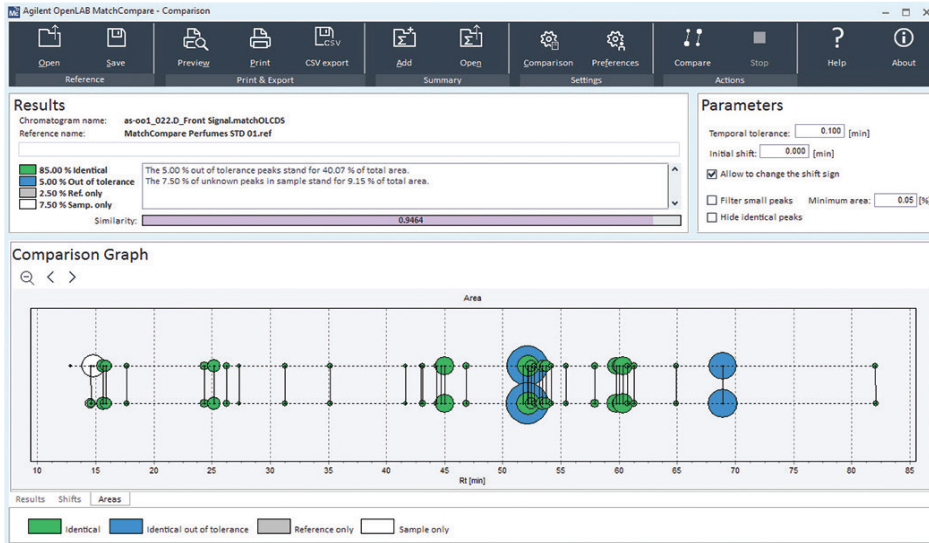 Agilent OpenLAB MatchCompare - Comparison
Open Save Preview Print CSV export Add Open Comparison Preferences Compare Stop Help About
Reference Print & Export Summary Settings Actions
Results
Chromatogram name: as-oo1_022.D_Front Signal.matchOLCDS
Reference name: MatchCompare Perfumes STD 01.ref
85.00 % Identical
5.00 % Out of tolerance
2.50 % Ref. only
7.50 % Samp. only
The 5.00 % out of tolerance peaks stand for 40.07 % of total area.
The 7.50 % of unknown peaks in sample stand for 9.15 % of total area.
Similarity: 0.9464
Parameters
Temporal tolerance: 0.100 [min]
Initial shift: 0.000 [min]
Allow to change the shift sign
Filter small peaks Minimum area: 0.05 [%]
Hide identical peaks
Comparison Graph
Area
10 15 20 25 30 35 40 45 50 55 60 65 70 75 80 85
Rt [min]
Results Shifts Areas
Identical Identical out of tolerance Reference only Sample only